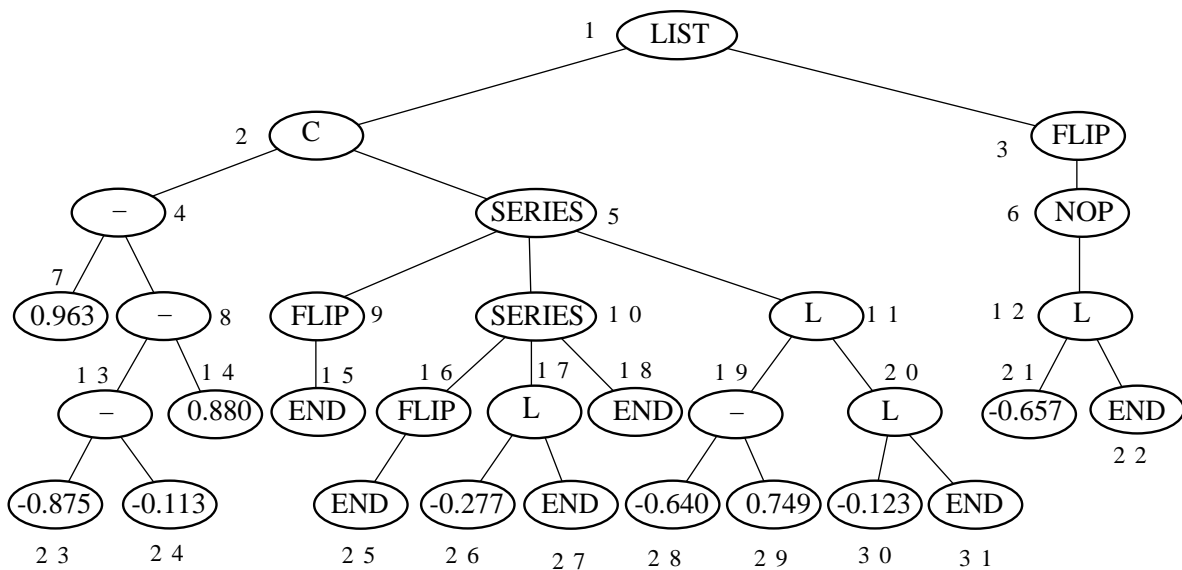 1 LIST
2 C
3 FLIP
– 4
SERIES 5
6 NOP
7
0.963
– 8
FLIP 9
SERIES 10
L 11
12 L
13
14
15
16
17
18
19
20
21
–
0.880
END
FLIP
L
END
–
L
-0.657
END
22
-0.875
-0.113
END
-0.277
END
-0.640
0.749
-0.123
END
23
24
25
26
27
28
29
30
31